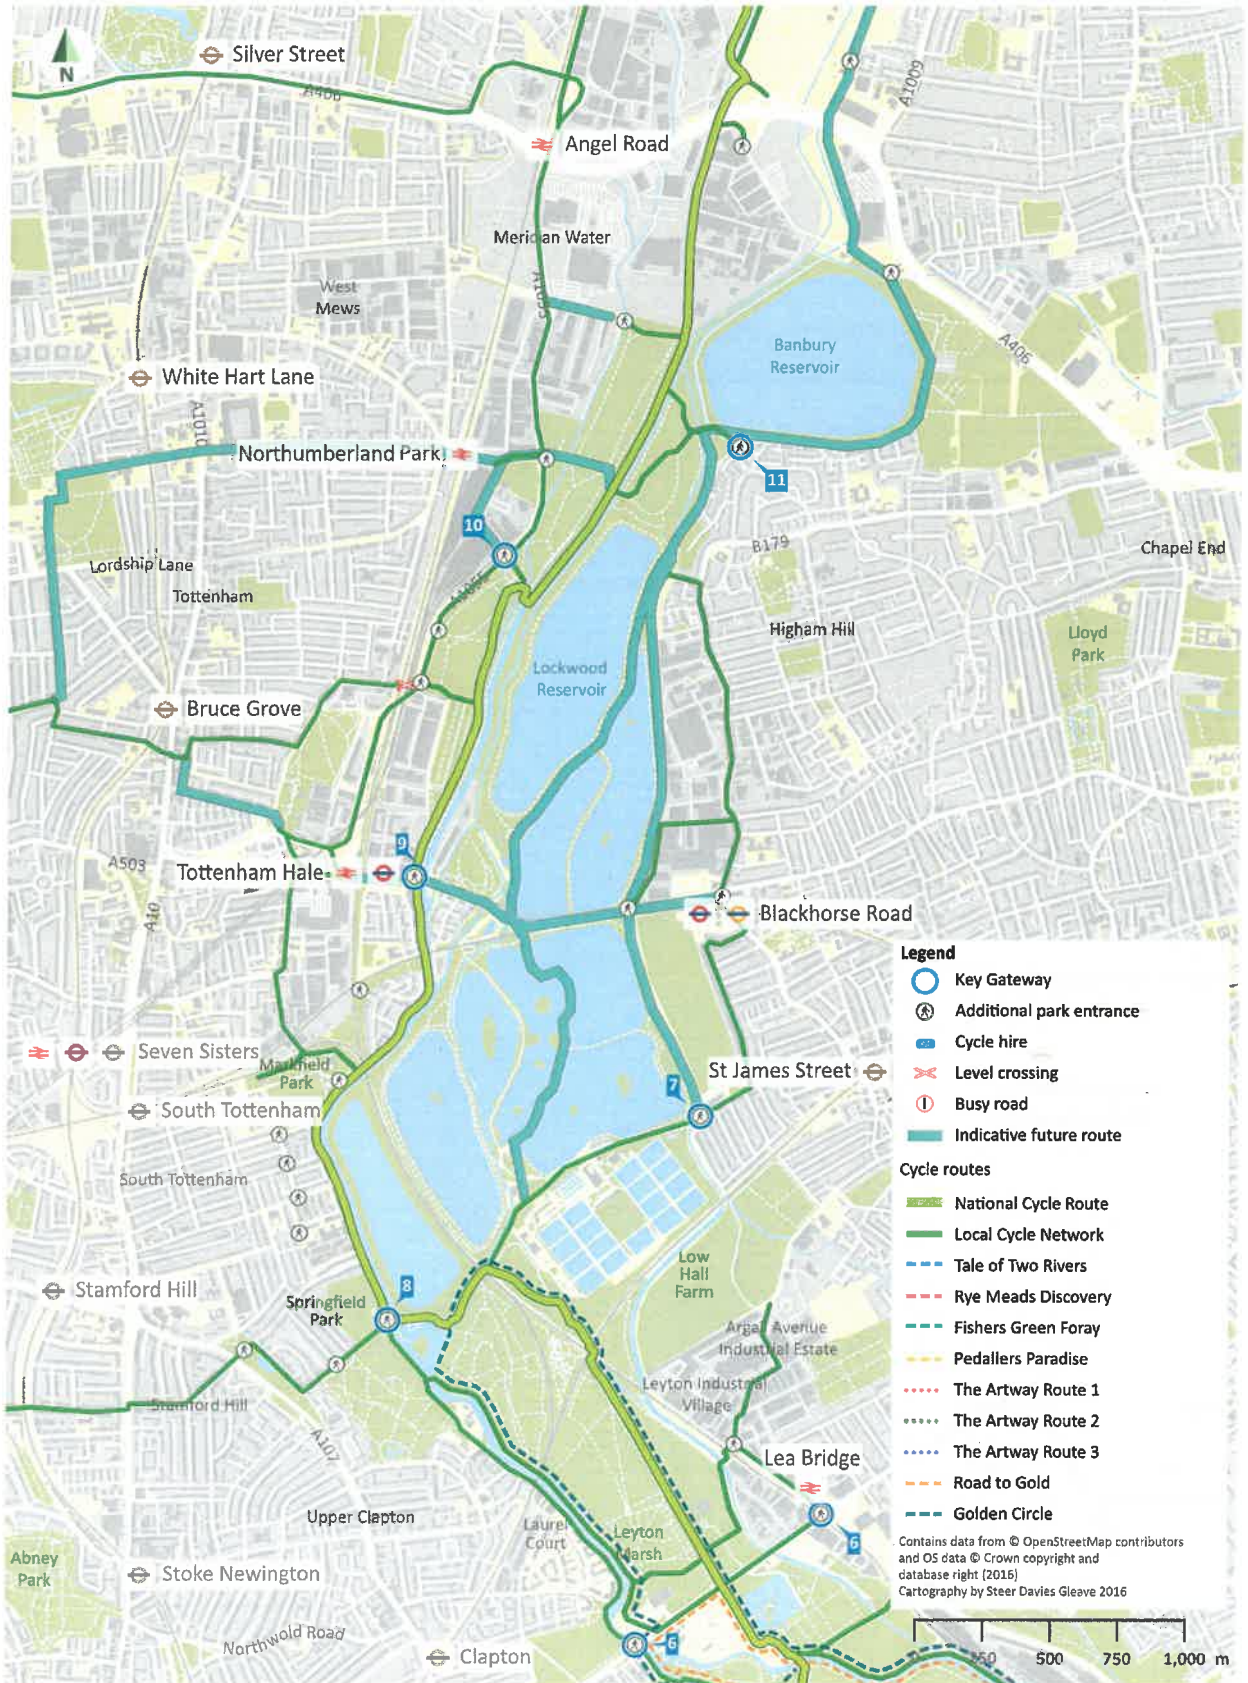 Silver Street
A406
A1009
N
Angel Road
Meridian Water
A1055
West
Mews
Banbury
Reservoir
A406
White Hart Lane
A1010
Northumberland Park
11
10
B179
Chapel End
Lordship Lane
A1055
Tottenham
Higham Hill
Lloyd
Park
Lockwood
Reservoir
Bruce Grove
9
A503
Tottenham Hale
A10
Blackhorse Road
Seven Sisters
Markfield
Park
St James Street
7
South Tottenham
South Tottenham
Low
Hall
Farm
Stamford Hill
8
Springfield
Park
Argall Avenue
Industrial Estate
Leyton Industrial
Village
Stamford Hill
A107
Lea Bridge
Upper Clapton
Laurel
Court
Leyton
Marsh
6
Abney
Park
Stoke Newington
Northwold Road
Clapton
6
Legend
Key Gateway
Additional park entrance
Cycle hire
Level crossing
Busy road
Indicative future route
Cycle routes
National Cycle Route
Local Cycle Network
Tale of Two Rivers
Rye Meads Discovery
Fishers Green Foray
Pedallers Paradise
The Artway Route 1
The Artway Route 2
The Artway Route 3
Road to Gold
Golden Circle
Contains data from © OpenStreetMap contributors
and OS data © Crown copyright and
database right (2016)
Cartography by Steer Davies Gleave 2016
0 250 500 750 1,000 m